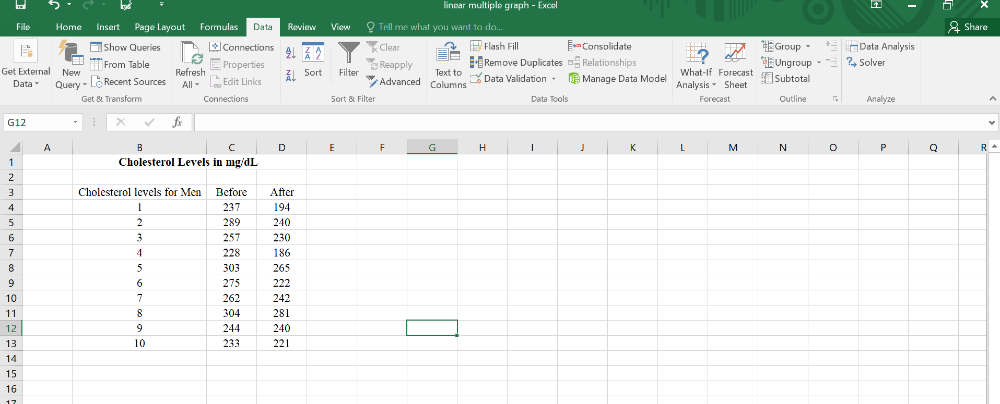 linear multiple graph - Excel
File Home Insert Page Layout Formulas Data Review View Tell me what you want to do... Share
Get External Data
New Query
Show Queries
From Table
Recent Sources
Get & Transform
Refresh All
Connections
Properties
Edit Links
Connections
Sort
Filter
Clear
Reapply
Advanced
Sort & Filter
Text to Columns
Flash Fill
Remove Duplicates
Data Validation
Consolidate
Relationships
Manage Data Model
Data Tools
What-If Analysis
Forecast Sheet
Forecast
Group
Ungroup
Subtotal
Outline
Data Analysis
Solver
Analyze
G12 fx
A B C D E F G H I J K L M N O P Q R
1 Cholesterol Levels in mg/dL
2
3 Cholesterol levels for Men Before After
4 1 237 194
5 2 289 240
6 3 257 230
7 4 228 186
8 5 303 265
9 6 275 222
10 7 262 242
11 8 304 281
12 9 244 240
13 10 233 221
14
15
16
17